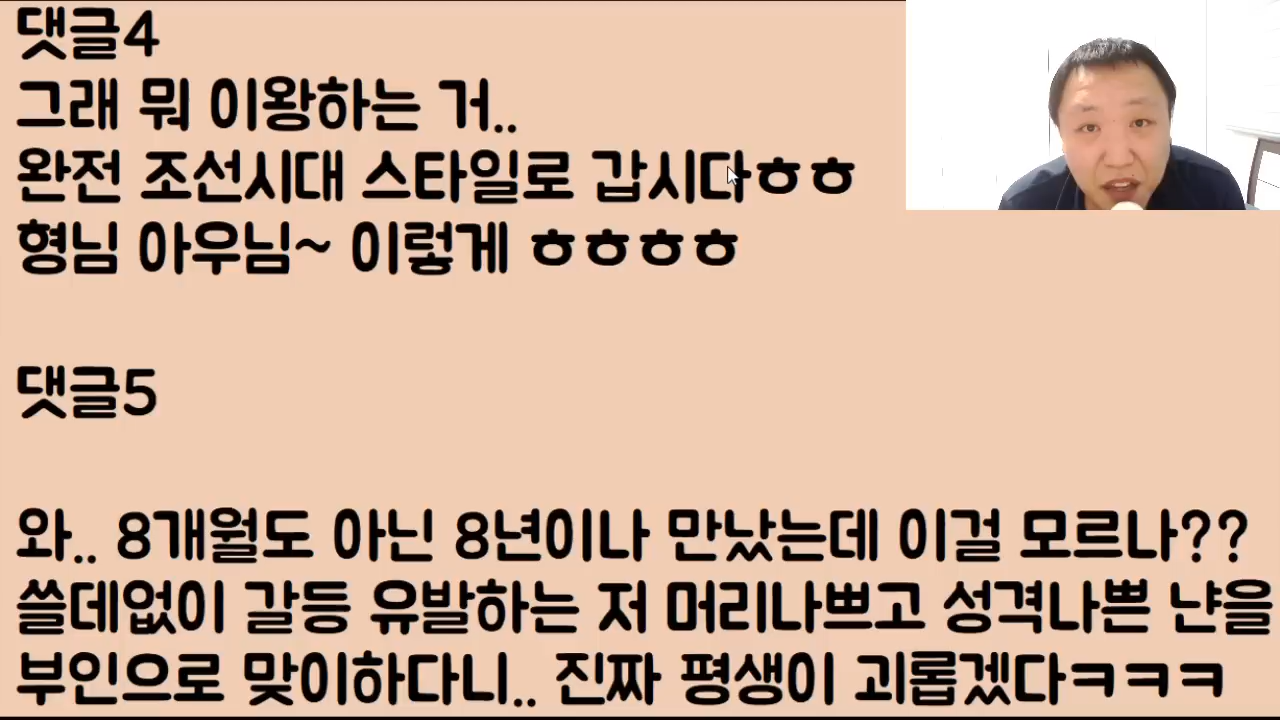 댓글4
그래 뭐 이왕하는 거..
완전 조선시대 스타일로 갑시다ㅎㅎ
형님 아우님~ 이렇게 ㅎㅎㅎㅎ
댓글5
와.. 8개월도 아닌 8년이나 만났는데 이걸 모르나??
쓸데없이 갈등 유발하는 저 머리나쁘고 성격나쁜 냔을
부인으로 맞이하다니.. 진짜 평생이 괴롭겠다ㅋㅋㅋ